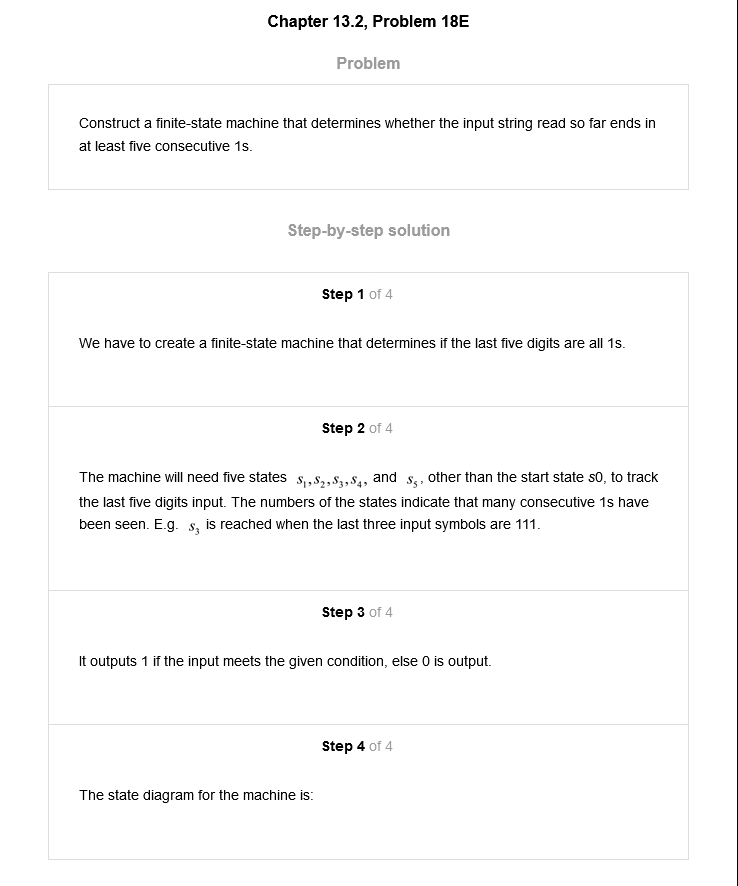 Chapter 13.2, Problem 18E
Problem
Construct a finite-state machine that determines whether the input string read so far ends in
at least five consecutive 1s.
Step-by-step solution
Step 1 of 4
We have to create a finite-state machine that determines if the last five digits are all 1s.
Step 2 of 4
The machine will need five states s₁, s₂, s₃, s₄, and s₅, other than the start state s0, to track
the last five digits input. The numbers of the states indicate that many consecutive 1s have
been seen. E.g. s₃ is reached when the last three input symbols are 111.
Step 3 of 4
It outputs 1 if the input meets the given condition, else 0 is output.
Step 4 of 4
The state diagram for the machine is: